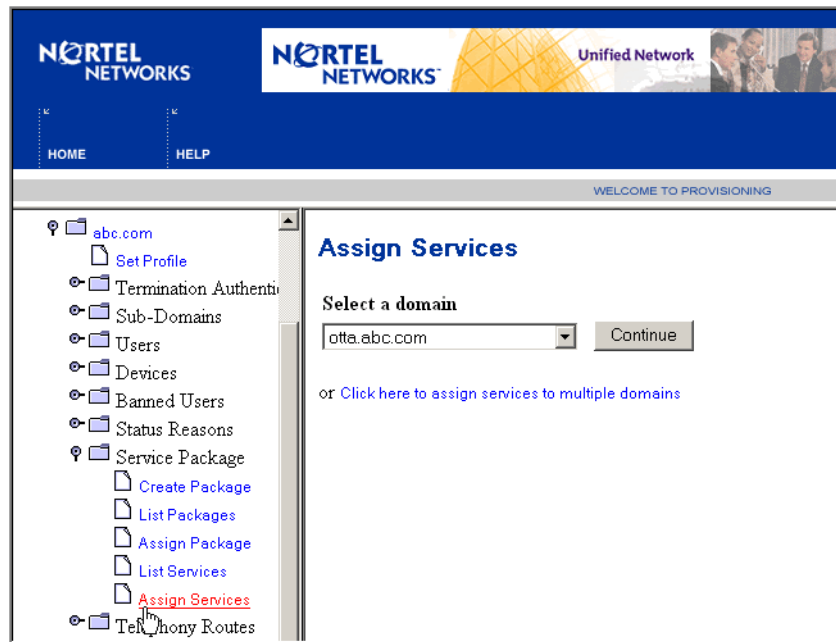 NORTEL
NETWORKS
NORTEL
NETWORKS
Unified Network
HOME
HELP
WELCOME TO PROVISIONING
abc.com
Set Profile
Termination Authenti
Sub-Domains
Users
Devices
Banned Users
Status Reasons
Service Package
Create Package
List Packages
Assign Package
List Services
Assign Services
Telephony Routes
Assign Services
Select a domain
otta.abc.com
Continue
or Click here to assign services to multiple domains